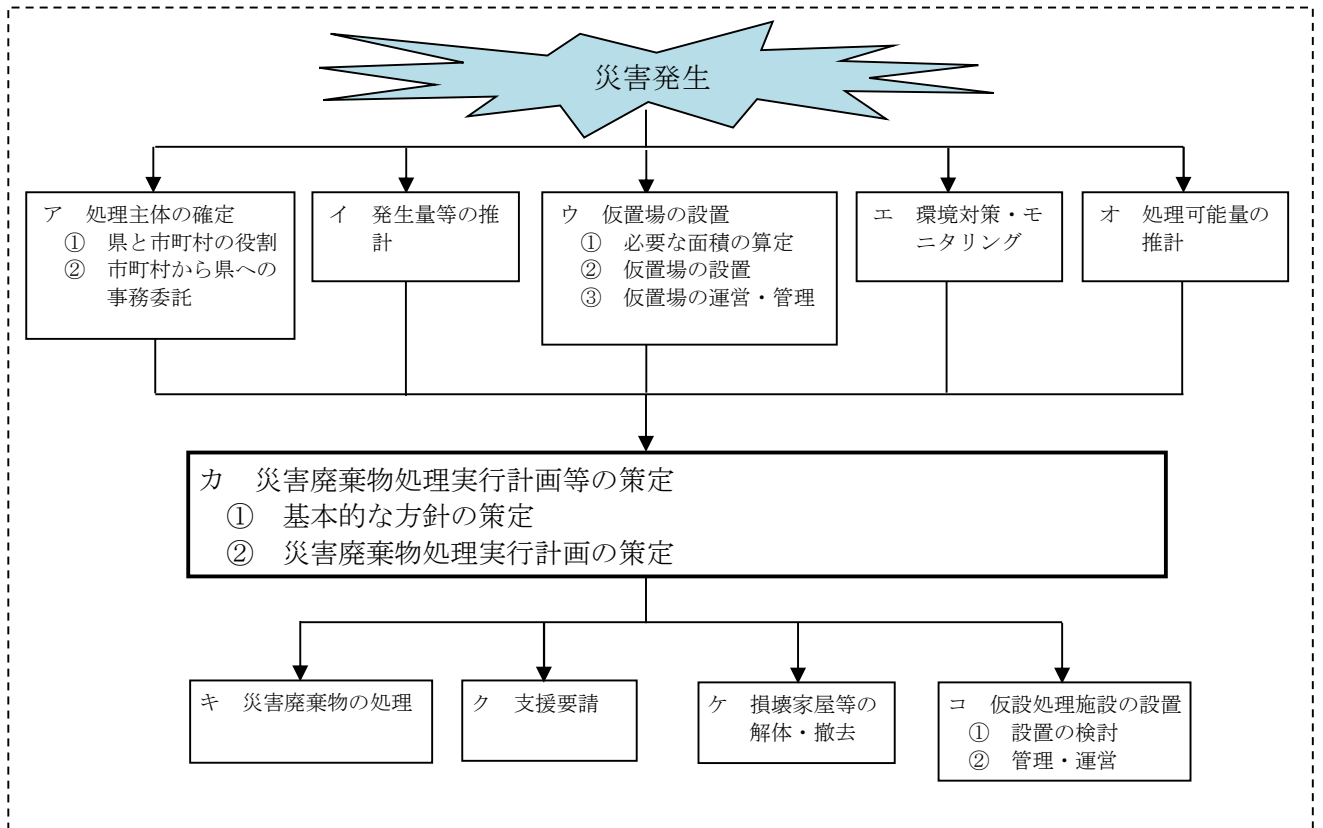 災害発生
ア 処理主体の確定
① 県と市町村の役割
② 市町村から県への
事務委託
イ 発生量等の推
計
ウ 仮置場の設置
① 必要な面積の算定
② 仮置場の設置
③ 仮置場の運営・管理
エ 環境対策・モ
ニタリング
オ 処理可能量の
推計
カ 災害廃棄物処理実行計画等の策定
① 基本的な方針の策定
② 災害廃棄物処理実行計画の策定
キ 災害廃棄物の処理
ク 支援要請
ケ 損壊家屋等の
解体・撤去
コ 仮設処理施設の設置
① 設置の検討
② 管理・運営